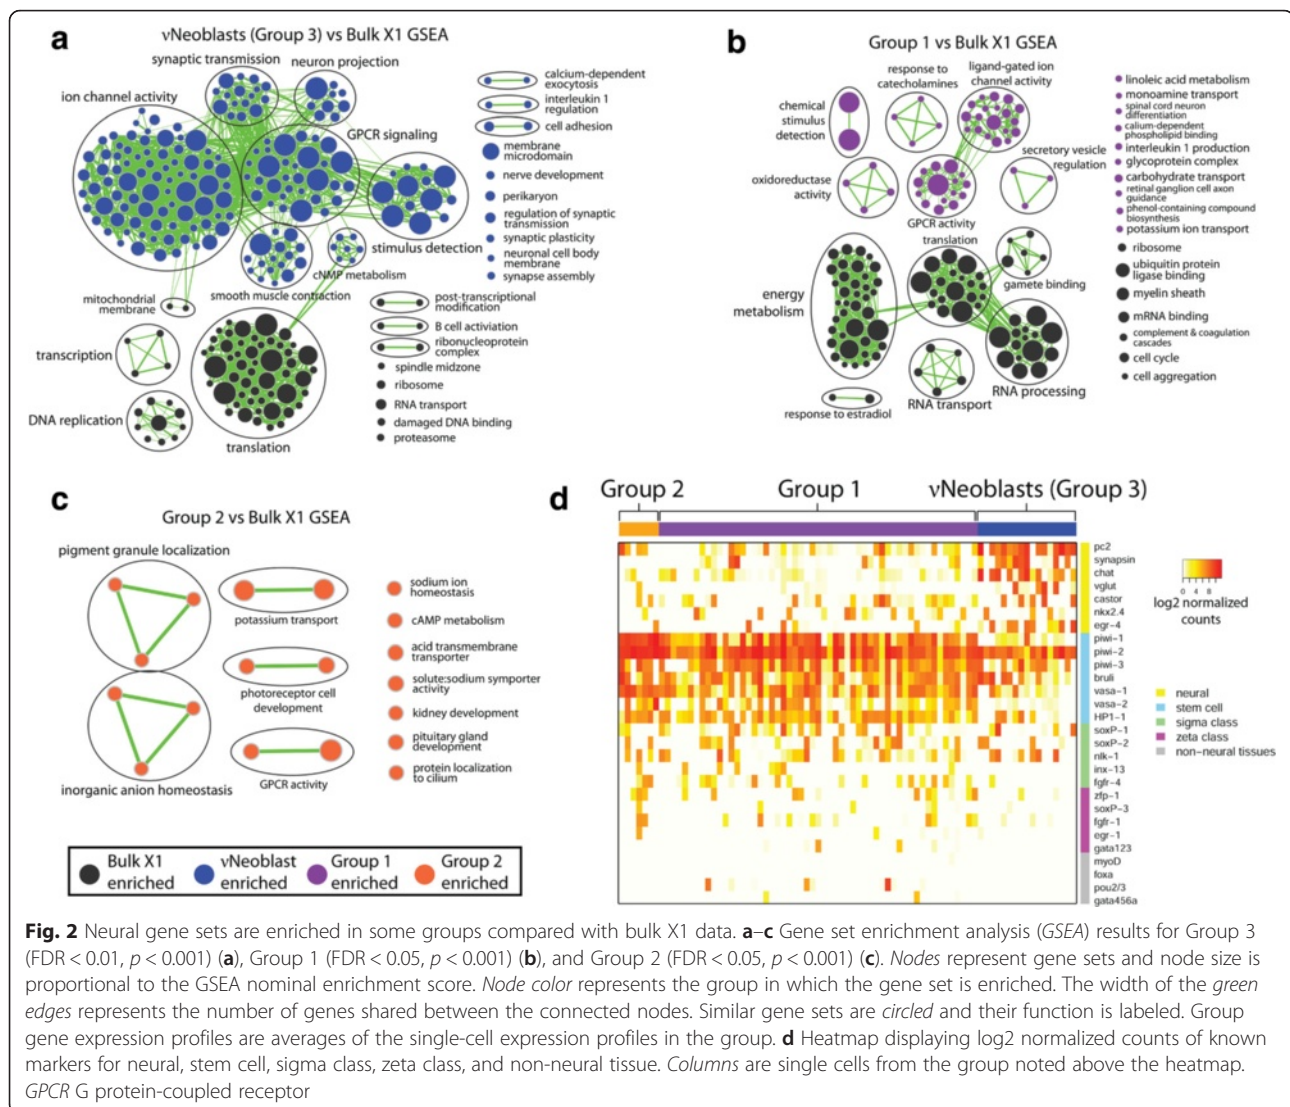 a
νNeoblasts (Group 3) vs Bulk X1 GSEA
synaptic transmission
neuron projection
ion channel activity
GPCR signaling
stimulus detection
cNMP metabolism
smooth muscle contraction
mitochondrial
membrane
transcription
DNA replication
translation
calcium-dependent
exocytosis
interleukin 1
regulation
cell adhesion
membrane
microdomain
nerve development
perikaryon
regulation of synaptic
transmission
synaptic plasticity
neuronal cell body
membrane
synapse assembly
post-transcriptional
modification
B cell activiation
ribonucleoprotein
complex
spindle midzone
ribosome
RNA transport
damaged DNA binding
proteasome
b
Group 1 vs Bulk X1 GSEA
response to
catecholamines
ligand-gated ion
channel activity
chemical
stimulus
detection
oxidoreductase
activity
GPCR activity
secretory vesicle
regulation
translation
gamete binding
energy
metabolism
RNA processing
RNA transport
response to estradiol
linoleic acid metabolism
monoamine transport
spinal cord neuron
differentiation
calium-dependent
phospholipid binding
interleukin 1 production
glycoprotein complex
carbohydrate transport
retinal ganglion cell axon
guidance
phenol-containing compound
biosynthesis
potassium ion transport
ribosome
ubiquitin protein
ligase binding
myelin sheath
mRNA binding
complement & coagulation
cascades
cell cycle
cell aggregation
c
Group 2 vs Bulk X1 GSEA
pigment granule localization
inorganic anion homeostasis
potassium transport
photoreceptor cell
development
GPCR activity
sodium ion
homeostasis
cAMP metabolism
acid transmembrane
transporter
solute:sodium symporter
activity
kidney development
pituitary gland
development
protein localization
to cilium
Bulk X1
enriched
νNeoblast
enriched
Group 1
enriched
Group 2
enriched
d
Group 2 Group 1 νNeoblasts (Group 3)
pc2
synapsin
chat
vglut
castor
nkx2.4
egr-4
piwi-1
piwi-2
piwi-3
bruli
vasa-1
vasa-2
HP1-1
soxP-1
soxP-2
nlk-1
inx-13
fgfr-4
zfp-1
soxP-3
fgfr-1
egr-1
gata123
myoD
foxa
pou2/3
gata456a
0 4 8
log2 normalized
counts
neural
stem cell
sigma class
zeta class
non-neural tissues
Fig. 2 Neural gene sets are enriched in some groups compared with bulk X1 data. a–c Gene set enrichment analysis (GSEA) results for Group 3
(FDR < 0.01, p < 0.001) (a), Group 1 (FDR < 0.05, p < 0.001) (b), and Group 2 (FDR < 0.05, p < 0.001) (c). Nodes represent gene sets and node size is
proportional to the GSEA nominal enrichment score. Node color represents the group in which the gene set is enriched. The width of the green
edges represents the number of genes shared between the connected nodes. Similar gene sets are circled and their function is labeled. Group
gene expression profiles are averages of the single-cell expression profiles in the group. d Heatmap displaying log2 normalized counts of known
markers for neural, stem cell, sigma class, zeta class, and non-neural tissue. Columns are single cells from the group noted above the heatmap.
GPCR G protein-coupled receptor